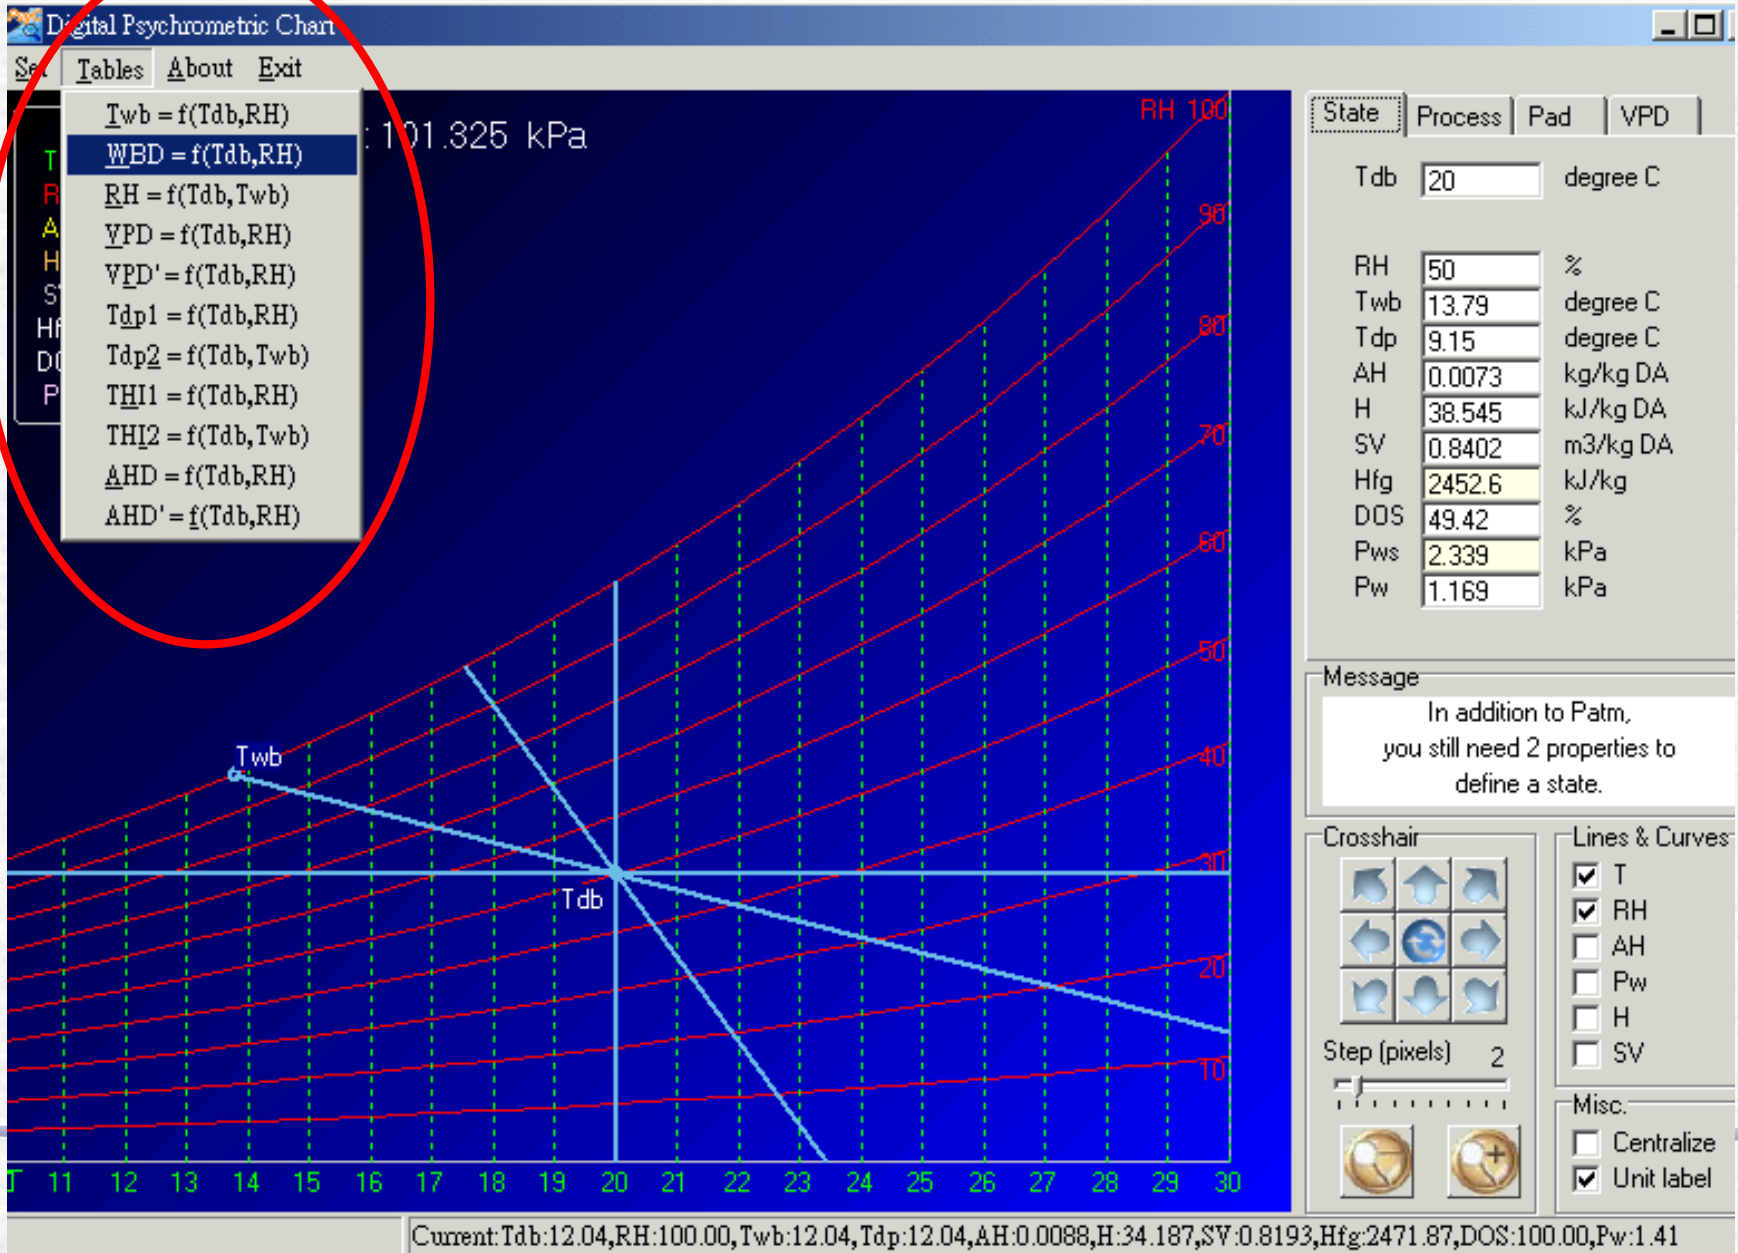 Digital Psychrometric Chart
Set Tables About Exit
Twb = f(Tdb,RH)
WBD = f(Tdb,RH)
RH = f(Tdb,Twb)
VPD = f(Tdb,RH)
VPD' = f(Tdb,RH)
Tdp1 = f(Tdb,RH)
Tdp2 = f(Tdb,Twb)
THI1 = f(Tdb,RH)
THI2 = f(Tdb,Twb)
AHD = f(Tdb,RH)
AHD' = f(Tdb,RH)
: 101.325 kPa
RH 100
90
80
70
60
50
40
30
20
10
Twb
Tdb
11 12 13 14 15 16 17 18 19 20 21 22 23 24 25 26 27 28 29 30
State Process Pad VPD
Tdb 20 degree C
RH 50 %
Twb 13.79 degree C
Tdp 9.15 degree C
AH 0.0073 kg/kg DA
H 38.545 kJ/kg DA
SV 0.8402 m3/kg DA
Hfg 2452.6 kJ/kg
DOS 49.42 %
Pws 2.339 kPa
Pw 1.169 kPa
Message
In addition to Patm,
you still need 2 properties to
define a state.
Crosshair
Step (pixels) 2
Lines & Curves
T
RH
AH
Pw
H
SV
Misc.
Centralize
Unit label
Current:Tdb:12.04,RH:100.00,Twb:12.04,Tdp:12.04,AH:0.0088,H:34.187,SV:0.8193,Hfg:2471.87,DOS:100.00,Pw:1.41